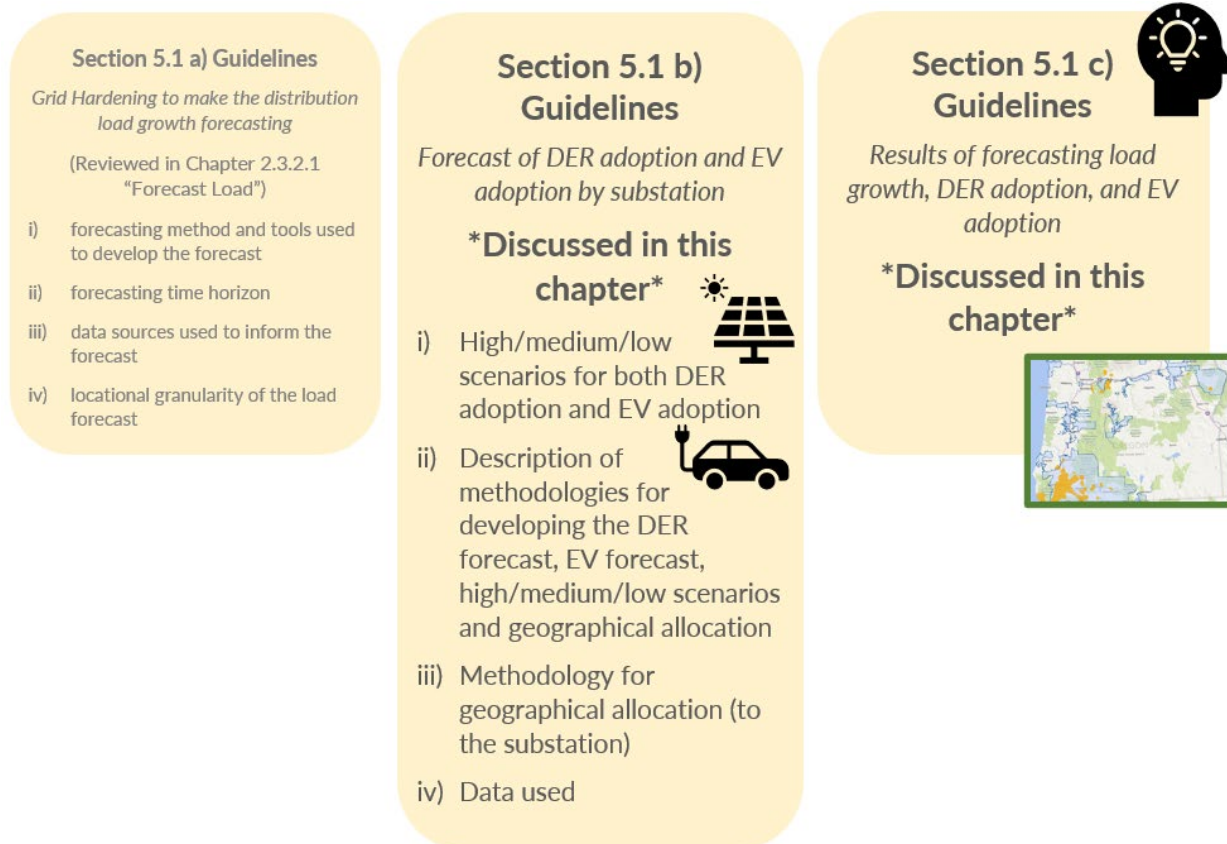 Section 5.1 a) Guidelines
Grid Hardening to make the distribution
load growth forecasting
(Reviewed in Chapter 2.3.2.1
“Forecast Load”)
i) forecasting method and tools used
to develop the forecast
ii) forecasting time horizon
iii) data sources used to inform the
forecast
iv) locational granularity of the load
forecast
Section 5.1 b)
Guidelines
Forecast of DER adoption and EV
adoption by substation
*Discussed in this
chapter*
i) High/medium/low
scenarios for both DER
adoption and EV adoption
ii) Description of
methodologies for
developing the DER
forecast, EV forecast,
high/medium/low scenarios
and geographical allocation
iii) Methodology for
geographical allocation (to
the substation)
iv) Data used
Section 5.1 c)
Guidelines
Results of forecasting load
growth, DER adoption, and EV
adoption
*Discussed in this
chapter*